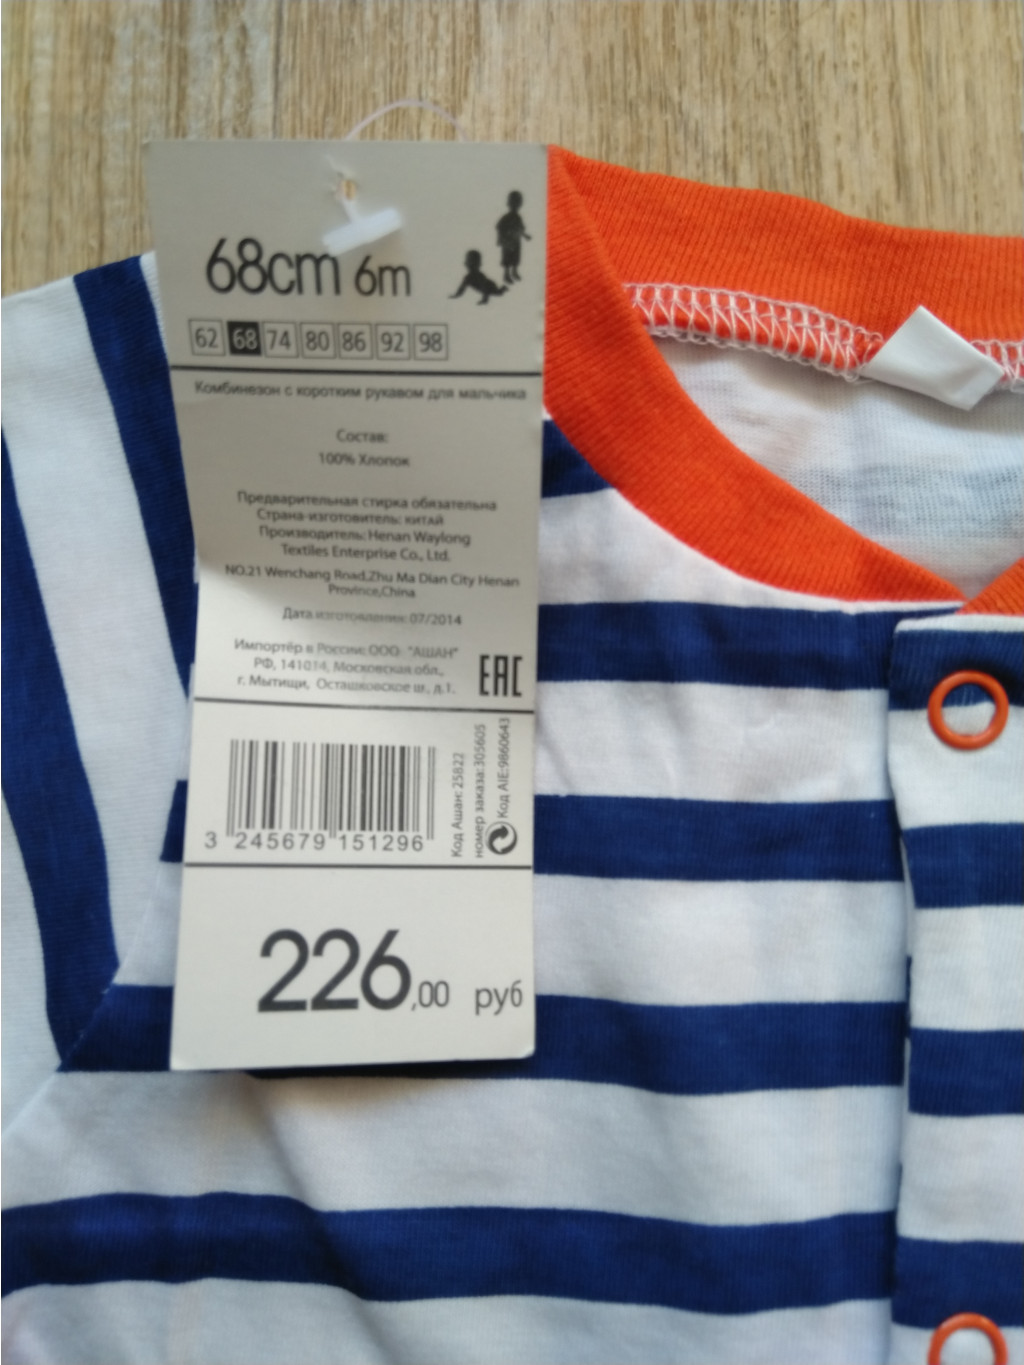 68cm 6m
62 68 74 80 86 92 98
Комбинезон с коротким рукавом для мальчика
Состав:
100% Хлопок
Предварительная стирка обязательна
Страна-изготовитель: китай
Производитель: Henan Waylong
Textiles Enterprise Co., Ltd.
NO.21 Wenchang Road,Zhu Ma Dian City Henan
Province,China
Дата изготовления: 07/2014
Импортёр в России: ООО "АШАН"
РФ, 141014, Московская обл.,
г. Мытищи, Осташковское ш., д.1.
EAC
3 245679 151296
Код Ашан: 25822
номер заказа:305605
Код AIE:9860643
226,00 руб